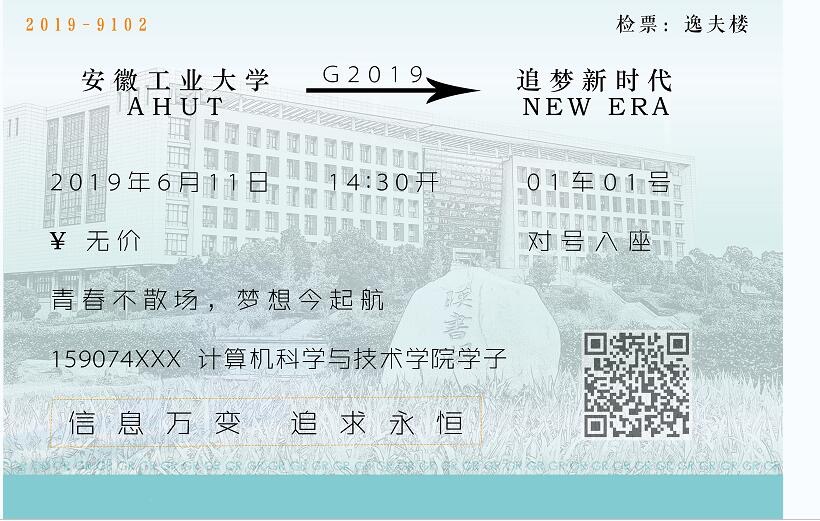 2019-9102
检票：逸夫楼
安徽工业大学
G2019
追梦新时代
AHUT
NEW ERA
2019年6月11日 14:30开 01车01号
¥ 无价 对号入座
青春不散场，梦想今起航
159074XXX 计算机科学与技术学院学子
信息万变 追求永恒